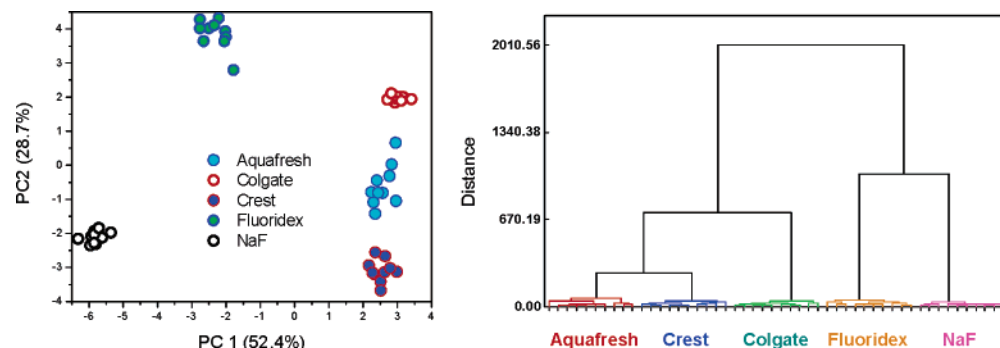 4
3
2
1
0
-1
-2
-3
-4
PC2 (28.7%)
Aquafresh
Colgate
Crest
Fluoridex
NaF
-6 -5 -4 -3 -2 -1 0 1 2 3 4
PC 1 (52.4%)
2010.56
1340.38
670.19
0.00
Distance
Aquafresh Crest Colgate Fluoridex NaF